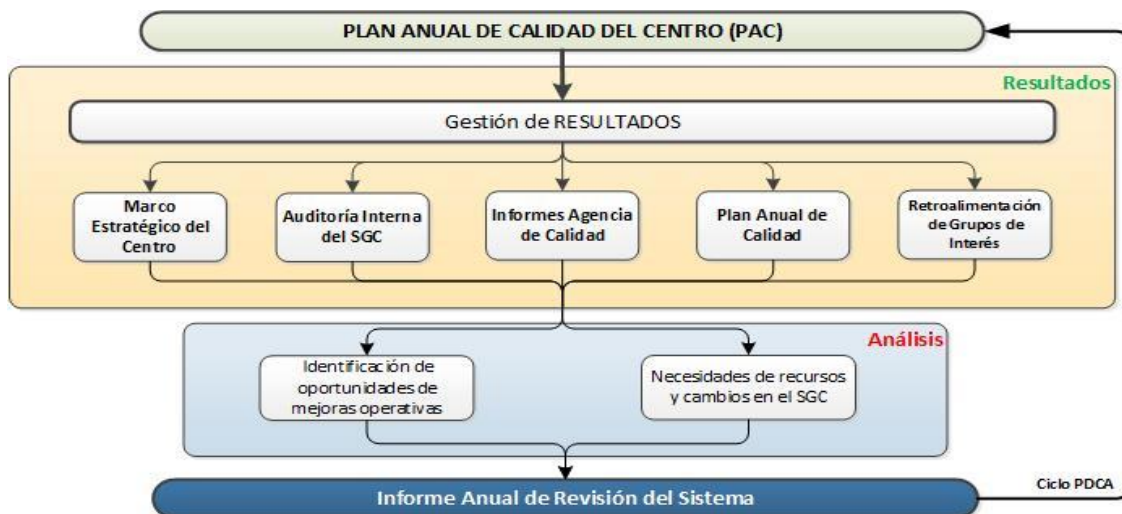 PLAN ANUAL DE CALIDAD DEL CENTRO (PAC)
Resultados
Gestión de RESULTADOS
Marco
Estratégico del
Centro
Auditoría Interna
del SGC
Informes Agencia
de Calidad
Plan Anual de
Calidad
Retroalimentación
de Grupos de
Interés
Análisis
Identificación de
oportunidades de
mejoras operativas
Necesidades de recursos
y cambios en el SGC
Informe Anual de Revisión del Sistema
Ciclo PDCA